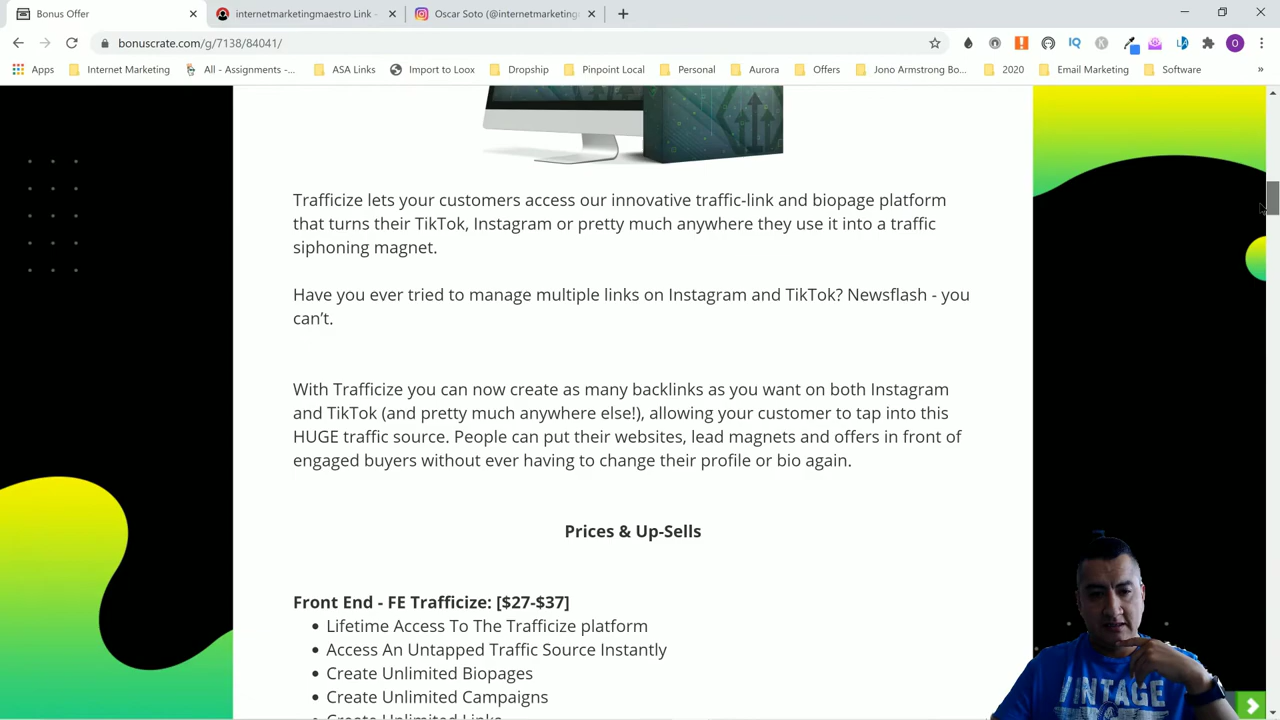 Bonus Offer
internetmarketingmaestro Link -
Oscar Soto (@internetmarketing
bonuscrate.com/g/7138/84041/
IQ
K
LA
O
Apps
Internet Marketing
All - Assignments -...
ASA Links
Import to Loox
Dropship
Pinpoint Local
Personal
Aurora
Offers
Jono Armstrong Bo...
2020
Email Marketing
Software
»
Trafficize lets your customers access our innovative traffic-link and biopage platform
that turns their TikTok, Instagram or pretty much anywhere they use it into a traffic
siphoning magnet.
Have you ever tried to manage multiple links on Instagram and TikTok? Newsflash - you
can't.
With Trafficize you can now create as many backlinks as you want on both Instagram
and TikTok (and pretty much anywhere else!), allowing your customer to tap into this
HUGE traffic source. People can put their websites, lead magnets and offers in front of
engaged buyers without ever having to change their profile or bio again.
Prices & Up-Sells
Front End - FE Trafficize: [$27-$37]
• Lifetime Access To The Trafficize platform
• Access An Untapped Traffic Source Instantly
• Create Unlimited Biopages
• Create Unlimited Campaigns
• Create Unlimited Links
VINTAGE